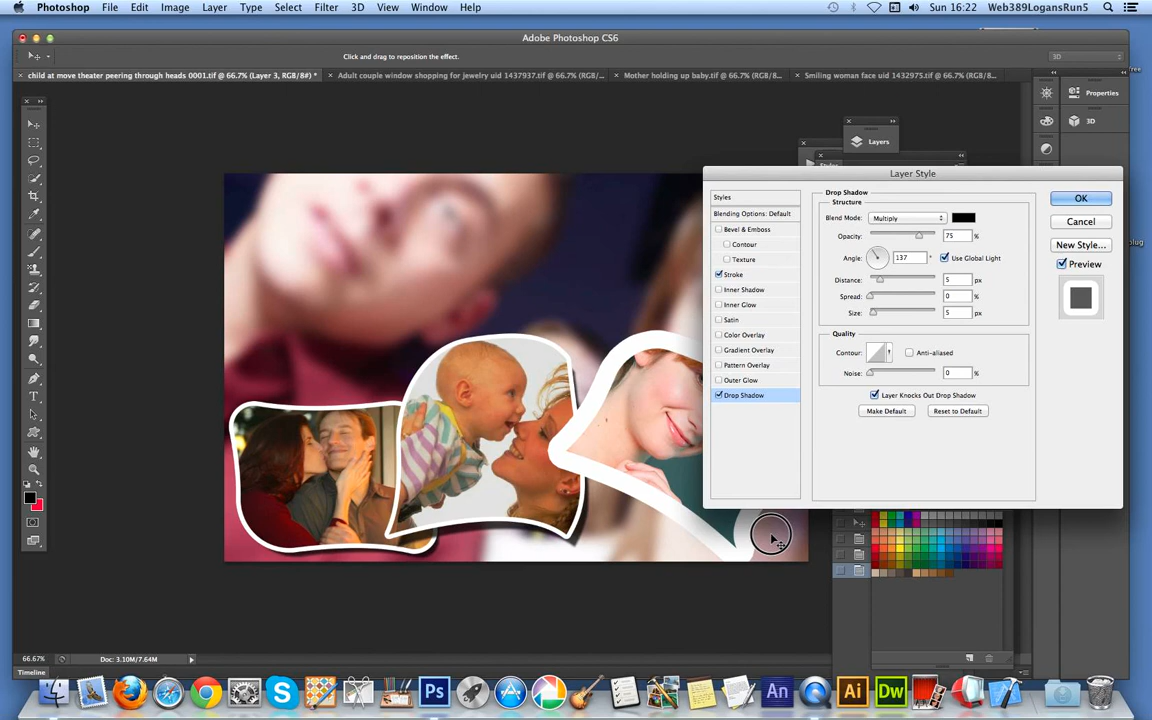 Photoshop File Edit Image Layer Type Select Filter 3D View Window Help Sun 16:22 Web389LogansRun5
Adobe Photoshop CS6
Click and drag to reposition the effect. 3D
child at move theater peering through heads 0001.tif @ 66.7% (Layer 3, RGB/8#) * Adult couple window shopping for jewelry uid 1437937.tif @ 66.7% (RGB/... Mother holding up baby.tif @ 66.7% (RGB/8... Smiling woman face uid 1432975.tif @ 66.7% (RGB/8...
Properties
3D
Layers
Styles
Layer Style
Styles
Blending Options: Default
Bevel & Emboss
Contour
Texture
Stroke
Inner Shadow
Inner Glow
Satin
Color Overlay
Gradient Overlay
Pattern Overlay
Outer Glow
Drop Shadow
Drop Shadow
Structure
Blend Mode: Multiply
Opacity: 75 %
Angle: 137 ° Use Global Light
Distance: 5 px
Spread: 0 %
Size: 5 px
Quality
Contour: Anti-aliased
Noise: 0 %
Layer Knocks Out Drop Shadow
Make Default Reset to Default
OK
Cancel
New Style...
Preview
66.67% Doc: 3.10M/7.64M
Timeline
Ps An Ai Dw